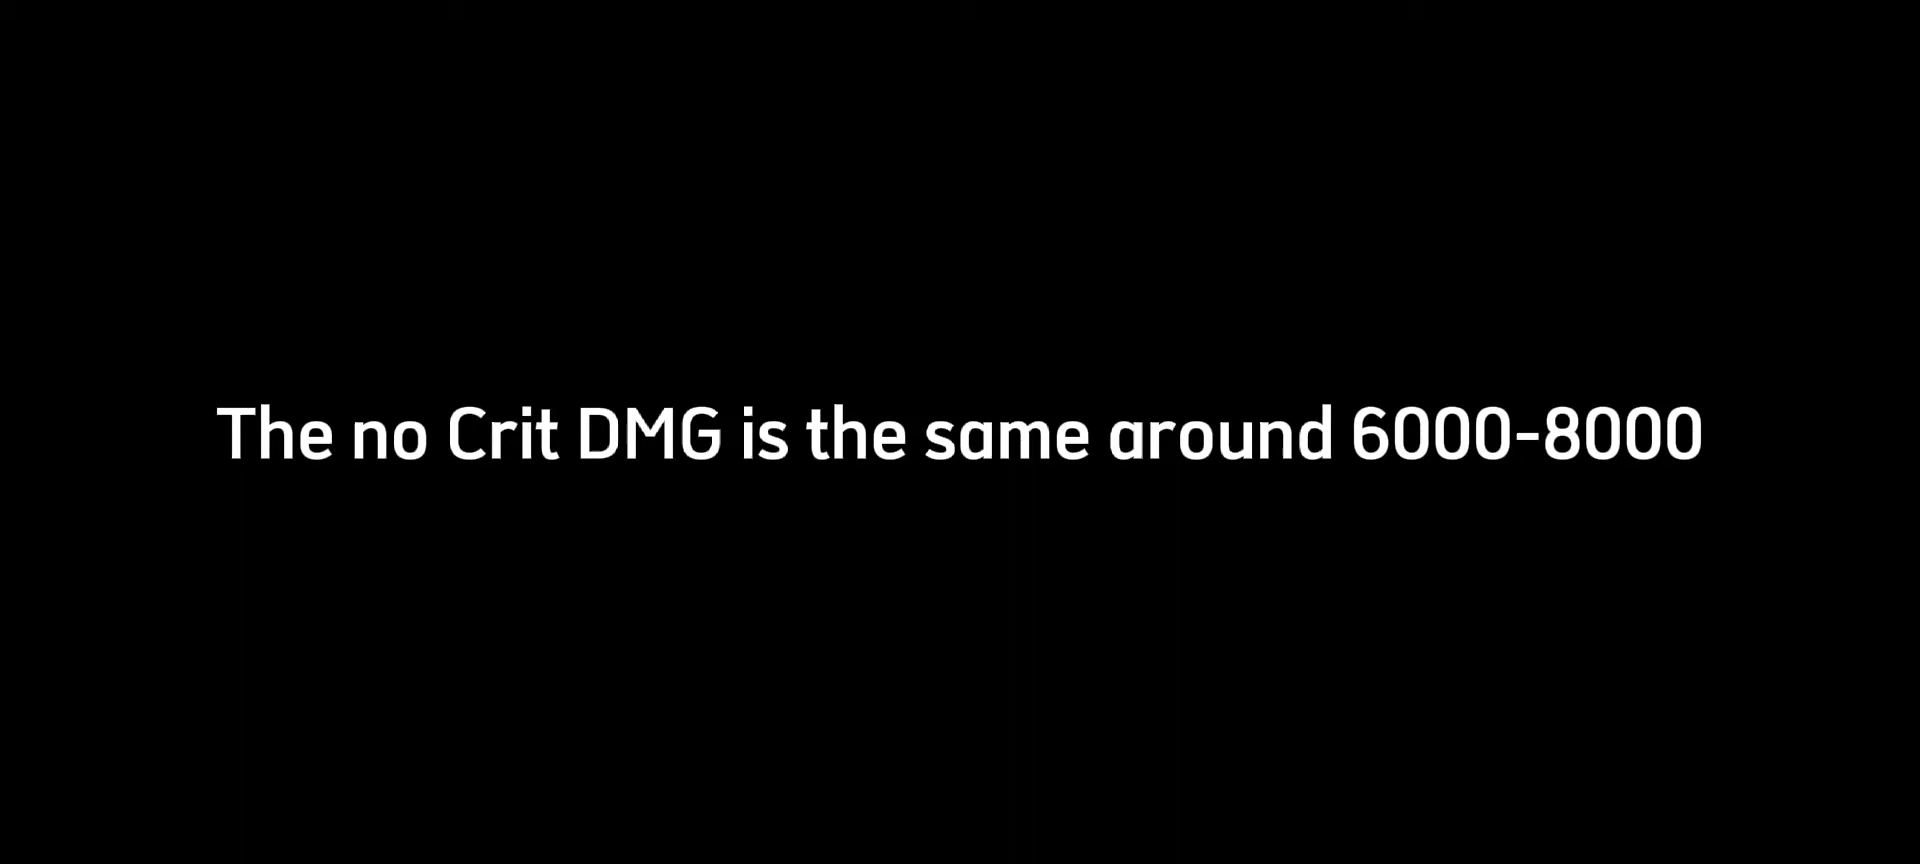 The no Crit DMG is the same around 6000-8000